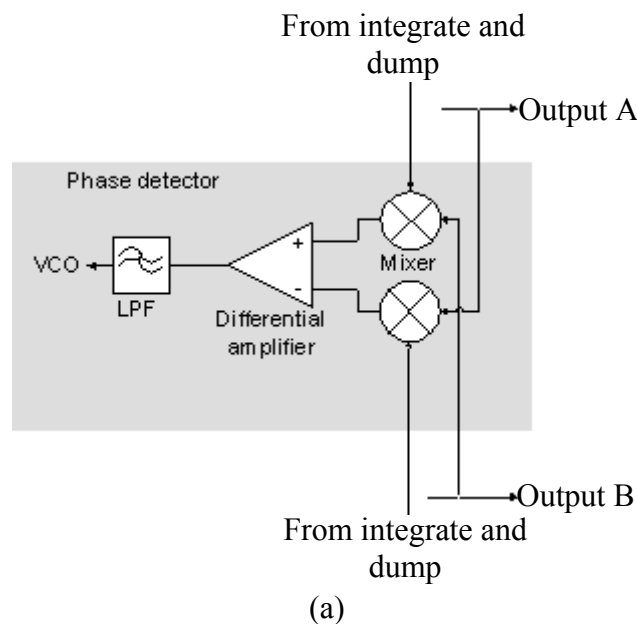 From integrate and
dump
Output A
Phase detector
+
VCO
Mixer
-
LPF
Differential
amplifier
Output B
From integrate and
dump
(a)